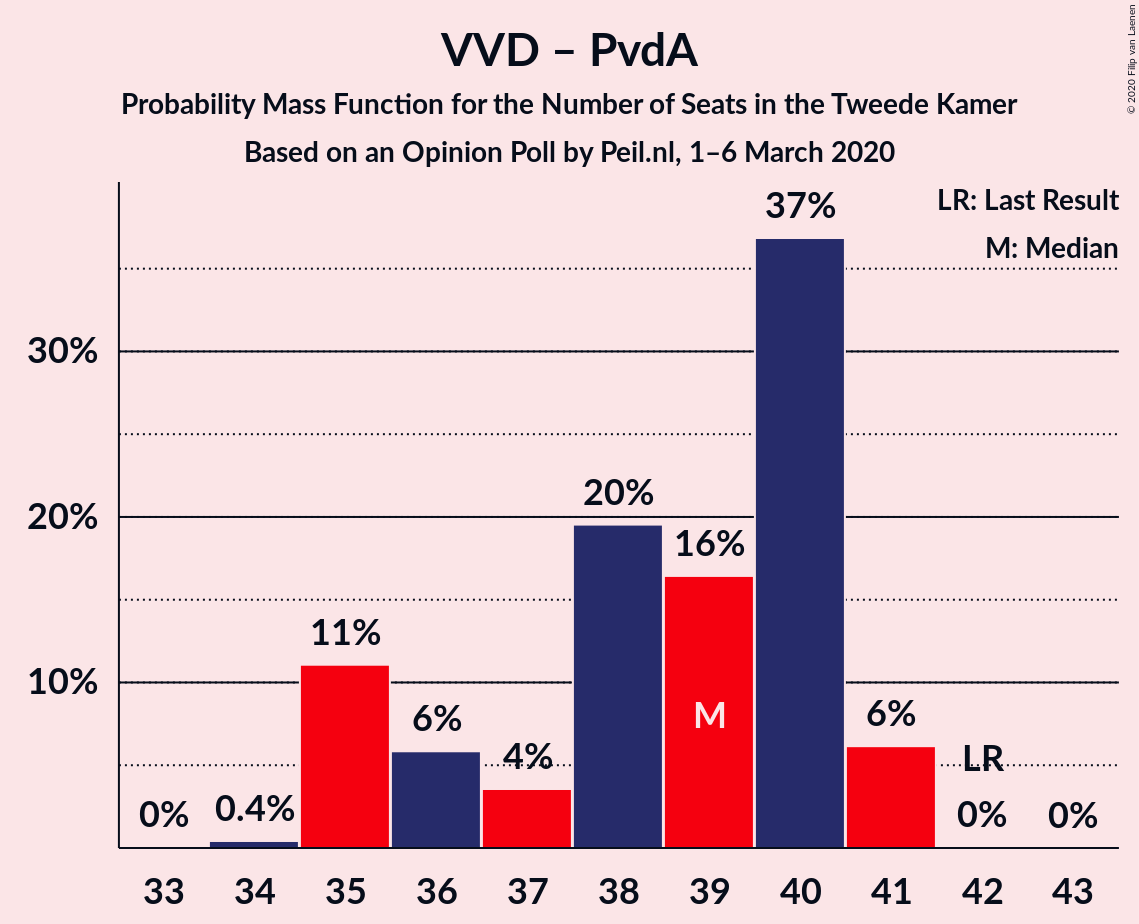 VVD – PvdA
Probability Mass Function for the Number of Seats in the Tweede Kamer
Based on an Opinion Poll by Peil.nl, 1–6 March 2020
© 2020 Filip van Laenen
LR: Last Result
M: Median
37%
30%
20%
16%
20%
11%
M
10%
6%
6%
4%
LR
0%
0.4%
0%
0%
33 34 35 36 37 38 39 40 41 42 43